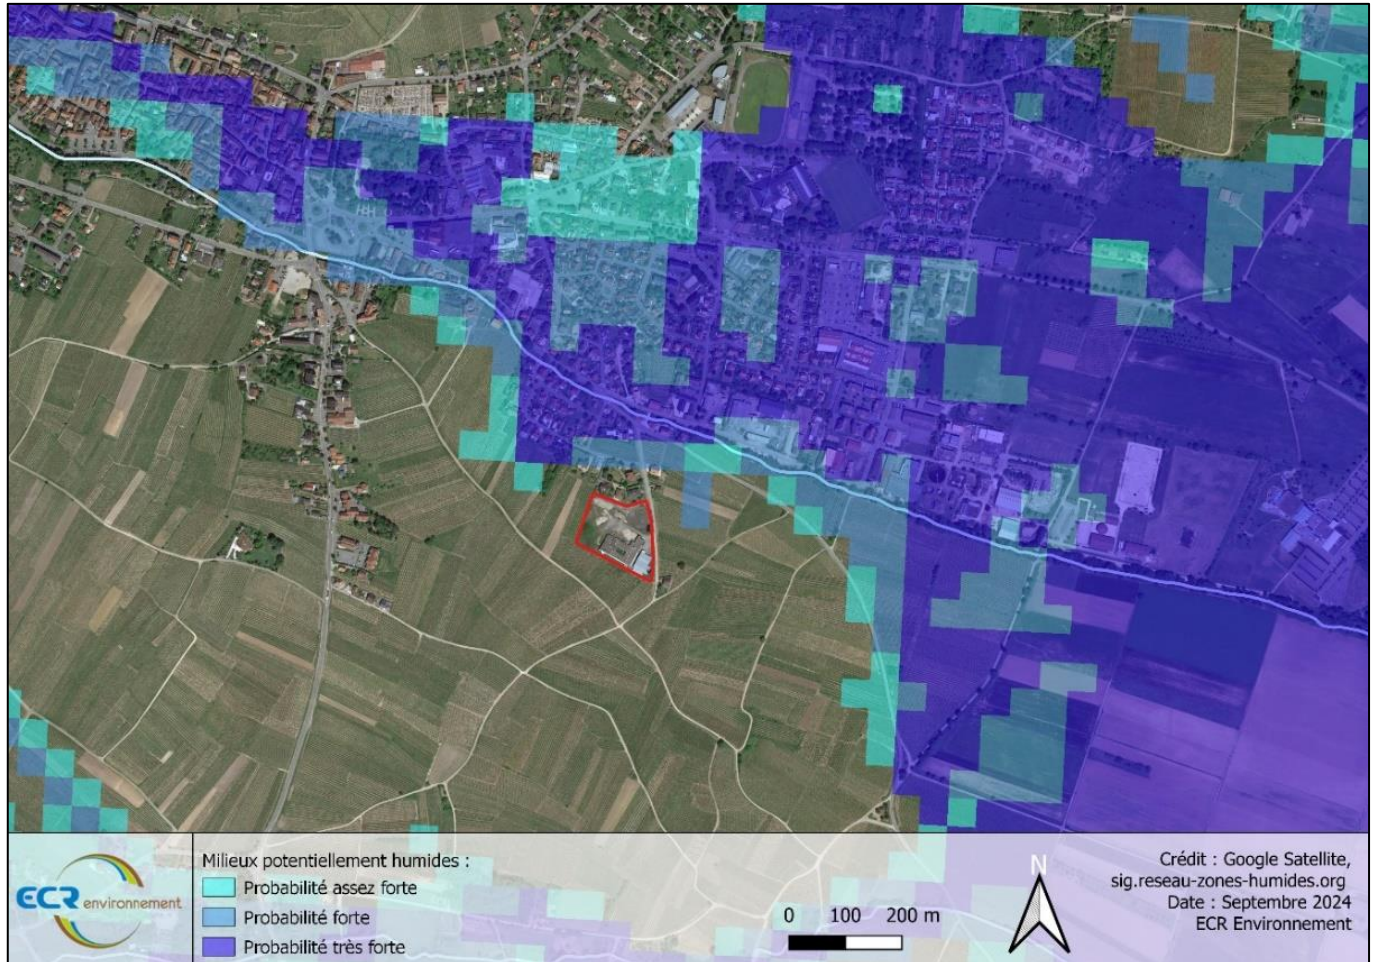 ECR environnement
Milieux potentiellement humides :
Probabilité assez forte
Probabilité forte
Probabilité très forte
0 100 200 m
N
Crédit : Google Satellite,
sig.reseau-zones-humides.org
Date : Septembre 2024
ECR Environnement